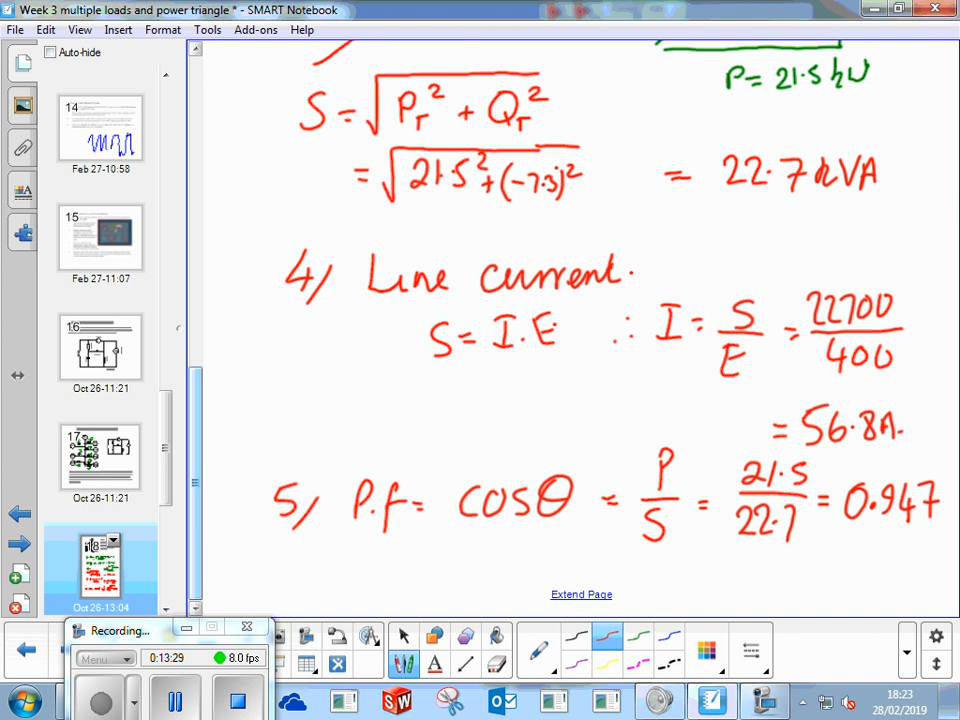 Week 3 multiple loads and power triangle * - SMART Notebook
File Edit View Insert Format Tools Add-ons Help
Auto-hide
14
Feb 27-10:58
15
Feb 27-11:07
16
Oct 26-11:21
17
Oct 26-11:21
18
Oct 26-13:04
P = 21.5 kW
S = √Pr² + Qr²
= √21.5² + (-7.3)² = 22.7 kVA
4/ Line current.
S = I.E ∴ I = S/E = 22700/400
= 56.8A.
5/ P.f = COSθ = P/S = 21.5/22.7 = 0.947
Extend Page
Recording...
Menu 0:13:29 8.0 fps
18:23
28/02/2019